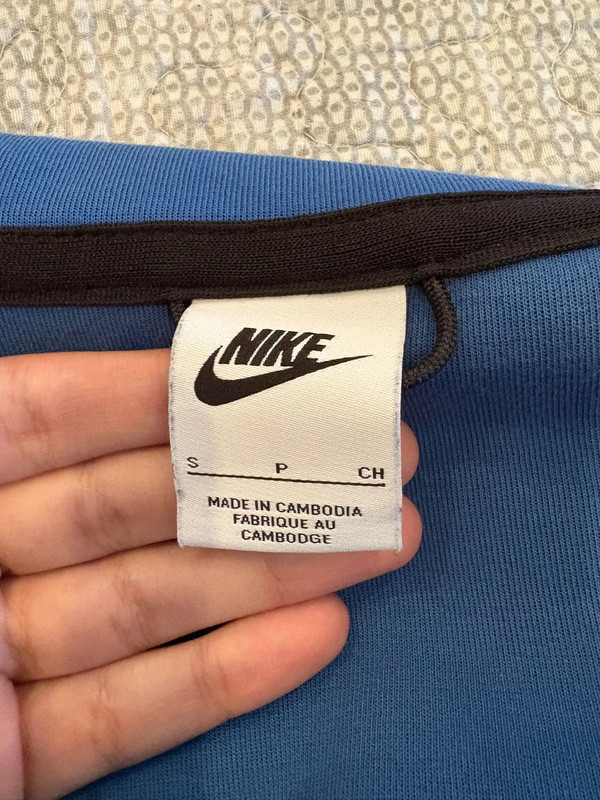 NIKE
S P CH
MADE IN CAMBODIA
FABRIQUE AU
CAMBODGE